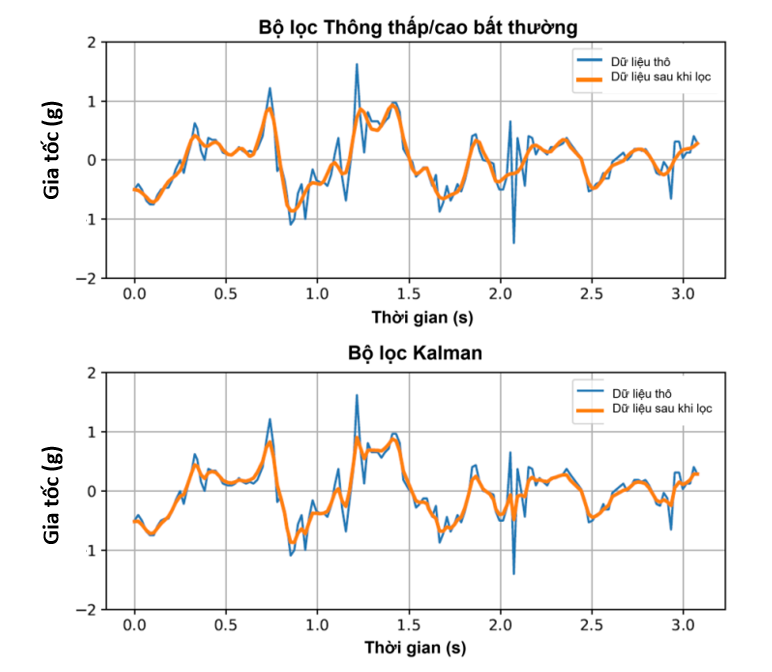 Bộ lọc Thông thấp/cao bất thường
Gia tốc (g)
2
1
0
1
−2
Dữ liệu thô
Dữ liệu sau khi lọc
0.0 0.5 1.0 1.5 2.0 2.5 3.0
Thời gian (s)
Bộ lọc Kalman
Gia tốc (g)
2
1
0
1
−2
Dữ liệu thô
Dữ liệu sau khi lọc
0.0 0.5 1.0 1.5 2.0 2.5 3.0
Thời gian (s)